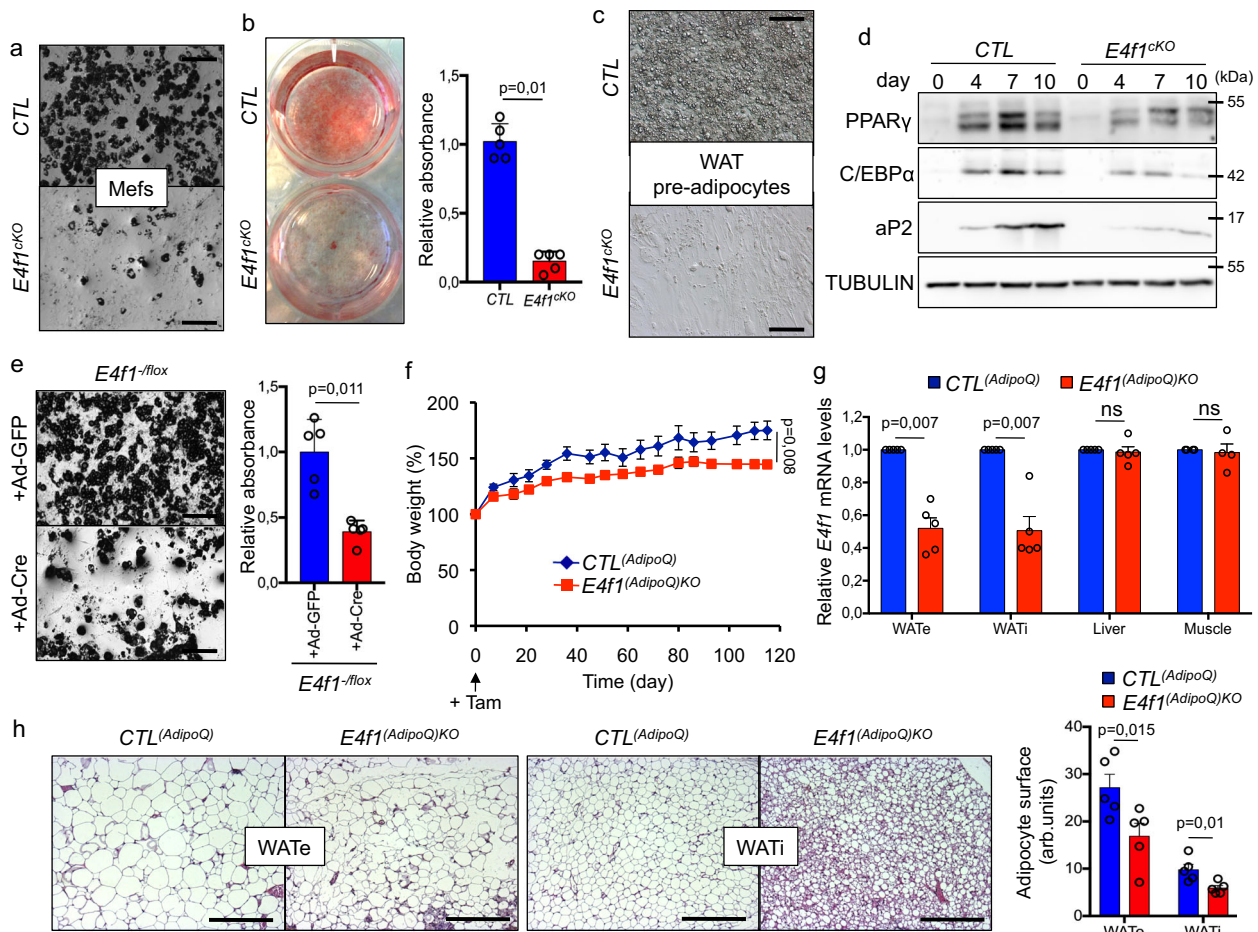 a
CTL
Mefs
E4f1cKO
b
CTL
E4f1cKO
Relative absorbance
1,5
1,0
0,5
0,0
p=0,01
CTL
E4f1cKO
c
CTL
WAT
pre-adipocytes
E4f1cKO
d
CTL
E4f1cKO
day
0
4
7
10
0
4
7
10
(kDa)
PPARγ
55
C/EBPα
42
aP2
17
TUBULIN
55
e
E4f1-/flox
+Ad-GFP
+Ad-Cre
Relative absorbance
1,5
1,0
0,5
0,0
p=0,011
+Ad-GFP
+Ad-Cre
E4f1-/flox
f
Body weight (%)
200
150
100
50
0
p=0,008
CTL(AdipoQ)
E4f1(AdipoQ)KO
0
20
40
60
80
100
120
Time (day)
+ Tam
g
CTL(AdipoQ)
E4f1(AdipoQ)KO
Relative E4f1 mRNA levels
1,2
1,0
0,8
0,6
0,4
0,2
0,0
p=0,007
p=0,007
ns
ns
WATe
WATi
Liver
Muscle
h
CTL(AdipoQ)
E4f1(AdipoQ)KO
CTL(AdipoQ)
E4f1(AdipoQ)KO
WATe
WATi
CTL(AdipoQ)
E4f1(AdipoQ)KO
Adipocyte surface
(arb.units)
40
30
20
10
0
p=0,015
p=0,01
WATe
WATi